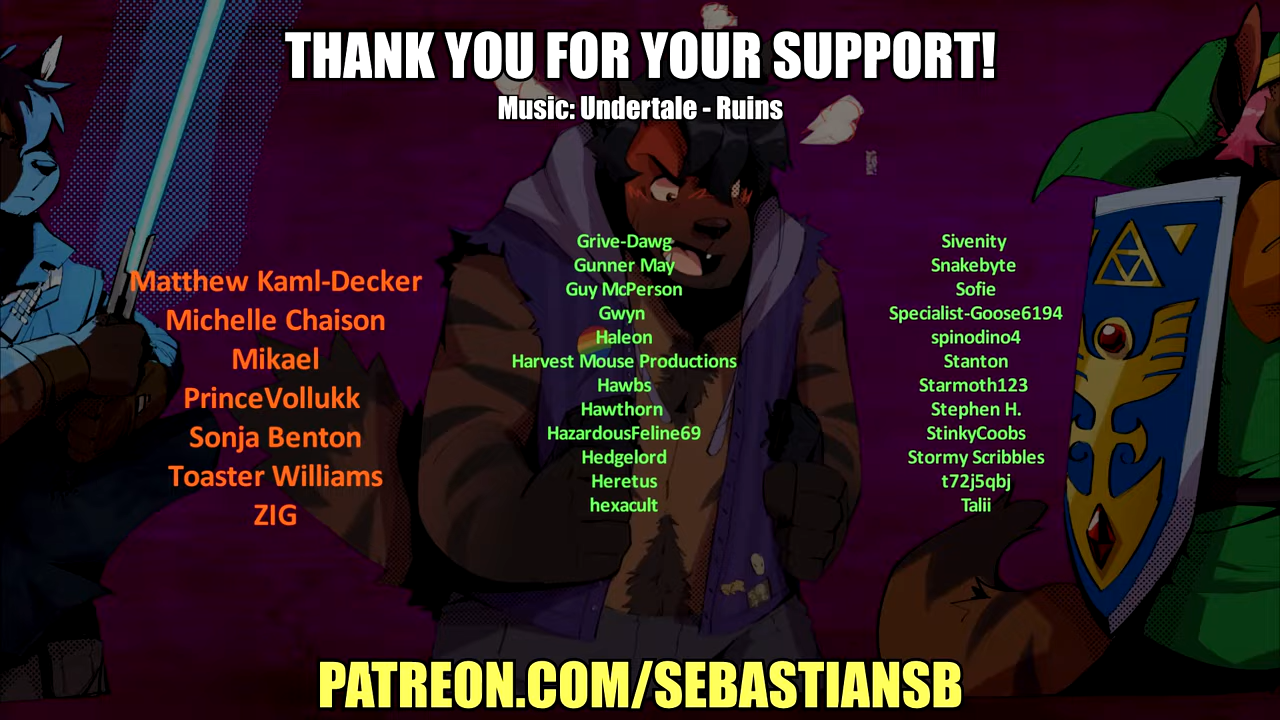 THANK YOU FOR YOUR SUPPORT!
Music: Undertale - Ruins
Matthew Kaml-Decker
Michelle Chaison
Mikael
PrinceVollukk
Sonja Benton
Toaster Williams
ZIG
Grive-Dawg
Gunner May
Guy McPerson
Gwyn
Haleon
Harvest Mouse Productions
Hawbs
Hawthorn
HazardousFeline69
Hedgelord
Heretus
hexacult
Sivenity
Snakebyte
Sofie
Specialist-Goose6194
spinodino4
Stanton
Starmoth123
Stephen H.
StinkyCoobs
Stormy Scribbles
t72j5qbj
Talii
PATREON.COM/SEBASTIANSB